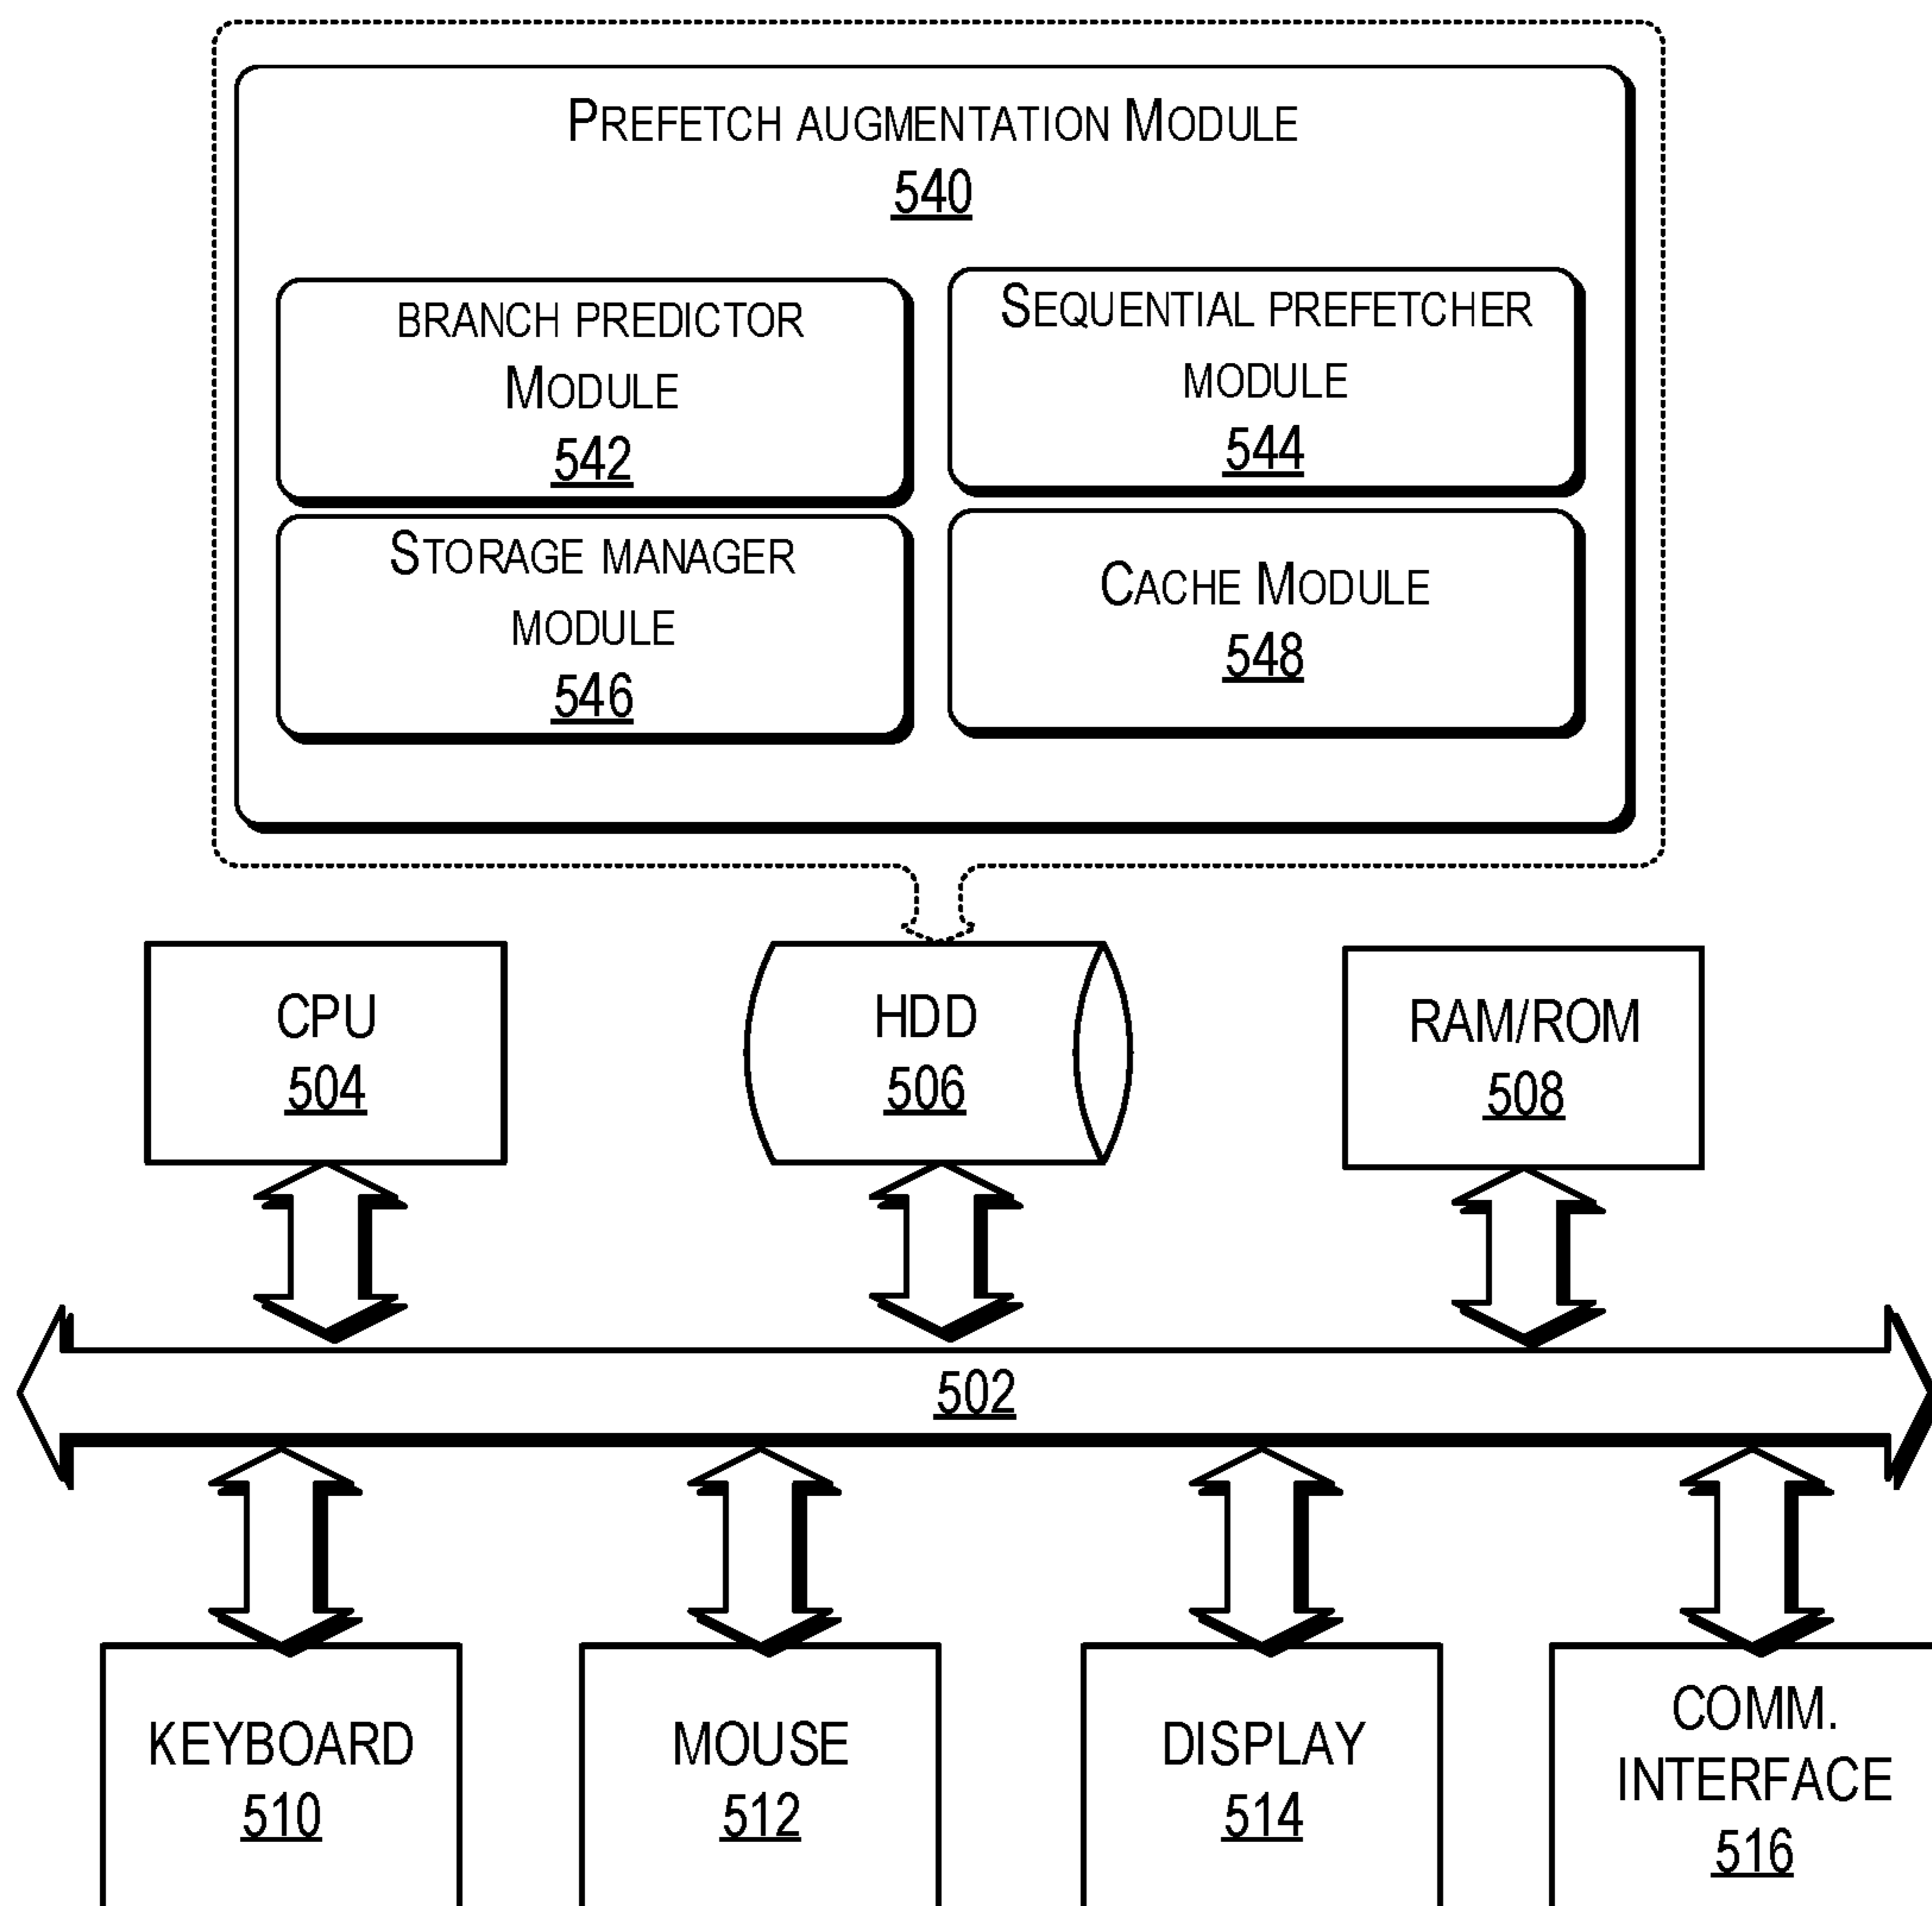 PREFETCH AUGMENTATION MODULE
540
BRANCH PREDICTOR
MODULE
542
SEQUENTIAL PREFETCHER
MODULE
544
STORAGE MANAGER
MODULE
546
CACHE MODULE
548
CPU
504
HDD
506
RAM/ROM
508
502
KEYBOARD
510
MOUSE
512
DISPLAY
514
COMM.
INTERFACE
516